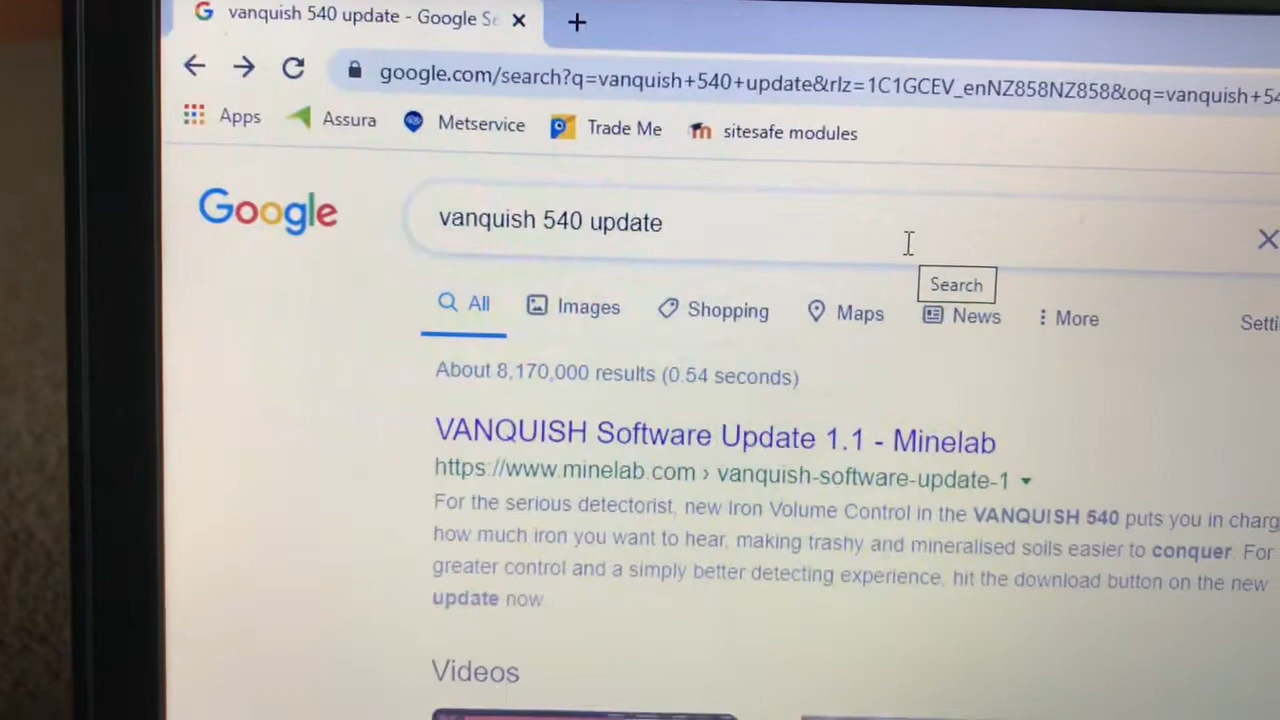 vanquish 540 update - Google Se
google.com/search?q=vanquish+540+update&rlz=1C1GCEV_enNZ858NZ858&oq=vanquish+54
Apps Assura Metservice Trade Me sitesafe modules
Google vanquish 540 update
Search
All Images Shopping Maps News More Setti
About 8,170,000 results (0.54 seconds)
VANQUISH Software Update 1.1 - Minelab
https://www.minelab.com › vanquish-software-update-1
For the serious detectorist, new Iron Volume Control in the VANQUISH 540 puts you in charg
how much iron you want to hear, making trashy and mineralised soils easier to conquer. For
greater control and a simply better detecting experience, hit the download button on the new
update now
Videos